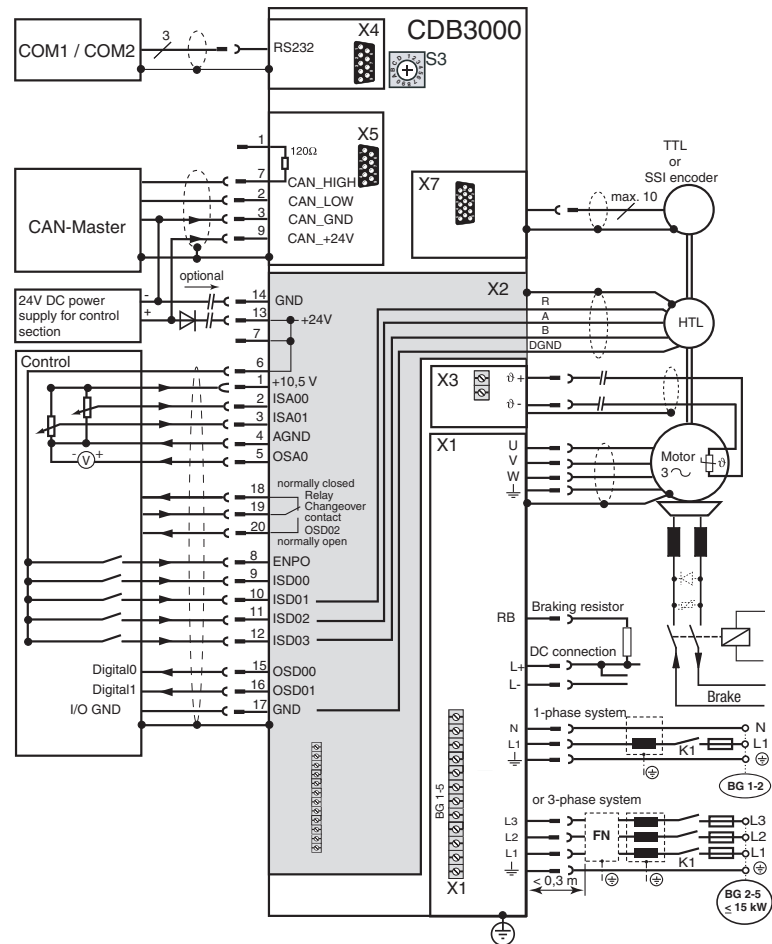 CDB3000
COM1 / COM2
3
RS232
X4
S3
1
120Ω
X5
7
CAN_HIGH
2
CAN_LOW
3
CAN_GND
9
CAN_+24V
CAN-Master
X7
TTL
or
SSI encoder
max. 10
optional
24V DC power
supply for control
section
-
+
14
GND
13
+24V
7
X2
R
A
B
DGND
HTL
Control
6
1
+10,5 V
2
ISA00
3
ISA01
4
AGND
5
OSA0
- V +
X3
ϑ +
ϑ -
X1
U
V
W
Motor
3
ϑ
normally closed
18
Relay
19
Changeover
contact
20
OSD02
normally open
8
ENPO
9
ISD00
10
ISD01
11
ISD02
12
ISD03
Digital0
15
OSD00
Digital1
16
OSD01
I/O GND
17
GND
RB
Braking resistor
DC connection
L+
L-
Brake
1-phase system
N
N
L1
K1
L1
BG 1-2
BG 1-5
or 3-phase system
L3
L3
L2
FN
L2
L1
K1
L1
X1
< 0,3 m
BG 2-5
≤ 15 kW